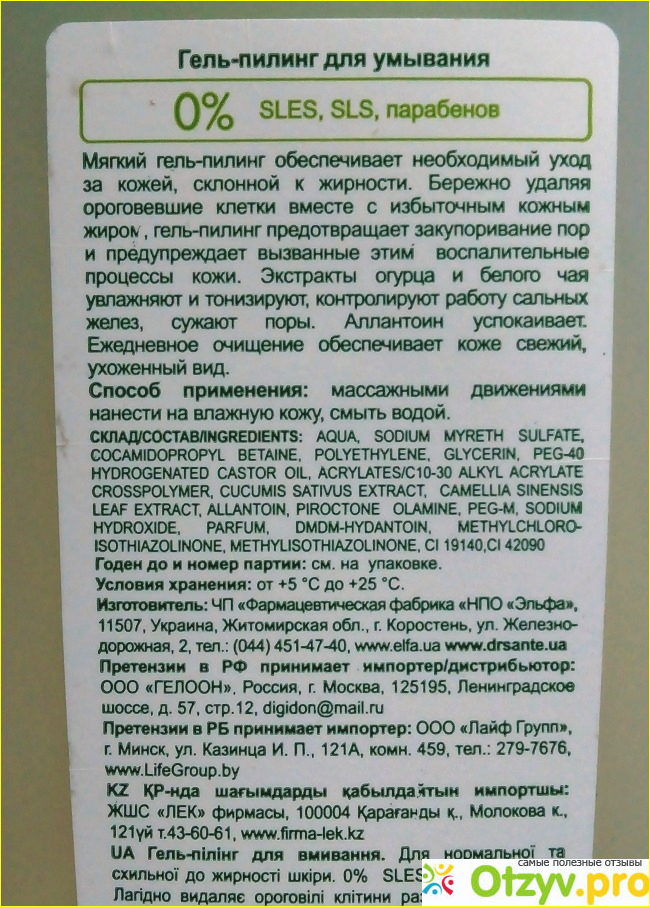 Гель-пилинг для умывания
0% SLES, SLS, парабенов
Мягкий гель-пилинг обеспечивает необходимый уход
за кожей, склонной к жирности. Бережно удаляя
ороговевшие клетки вместе с избыточным кожным
жиром, гель-пилинг предотвращает закупоривание пор
и предупреждает вызванные этим воспалительные
процессы кожи. Экстракты огурца и белого чая
увлажняют и тонизируют, контролируют работу сальных
желез, сужают поры. Аллантоин успокаивает.
Ежедневное очищение обеспечивает коже свежий,
ухоженный вид.
Способ применения: массажными движениями
нанести на влажную кожу, смыть водой.
СКЛАД/СОСТАВ/INGREDIENTS: AQUA, SODIUM MYRETH SULFATE,
COCAMIDOPROPYL BETAINE, POLYETHYLENE, GLYCERIN, PEG-40
HYDROGENATED CASTOR OIL, ACRYLATES/C10-30 ALKYL ACRYLATE
CROSSPOLYMER, CUCUMIS SATIVUS EXTRACT, CAMELLIA SINENSIS
LEAF EXTRACT, ALLANTOIN, PIROCTONE OLAMINE, PEG-M, SODIUM
HYDROXIDE, PARFUM, DMDM-HYDANTOIN, METHYLCHLORO-
ISOTHIAZOLINONE, METHYLISOTHIAZOLINONE, CI 19140,CI 42090
Годен до и номер партии: см. на упаковке.
Условия хранения: от +5 °C до +25 °C.
Изготовитель: ЧП «Фармацевтическая фабрика «НПО «Эльфа»,
11507, Украина, Житомирская обл., г. Коростень, ул. Железно-
дорожная, 2, тел.: (044) 451-47-40, www.elfa.ua www.drsante.ua
Претензии в РФ принимает импортер/дистрибьютор:
ООО «ГЕЛООН», Россия, г. Москва, 125195, Ленинградское
шоссе, д. 57, стр.12, digidon@mail.ru
Претензии в РБ принимает импортер: ООО «Лайф Групп»,
г. Минск, ул. Казинца И. П., 121А, комн. 459, тел.: 279-7676,
www.LifeGroup.by
KZ ҚР-нда шағымдарды қабылдайтын импортшы:
ЖШС «ЛЕК» фирмасы, 100004 Қарағанды қ., Молокова к.,
121үй т.43-60-61, www.firma-lek.kz
UA Гель-пілінг для вмивання. Для нормальної та
схильної до жирності шкіри. 0% SLES
Лагідно видаляє ороговілі клітини
самые полезные отзывы
Otzyv.pro